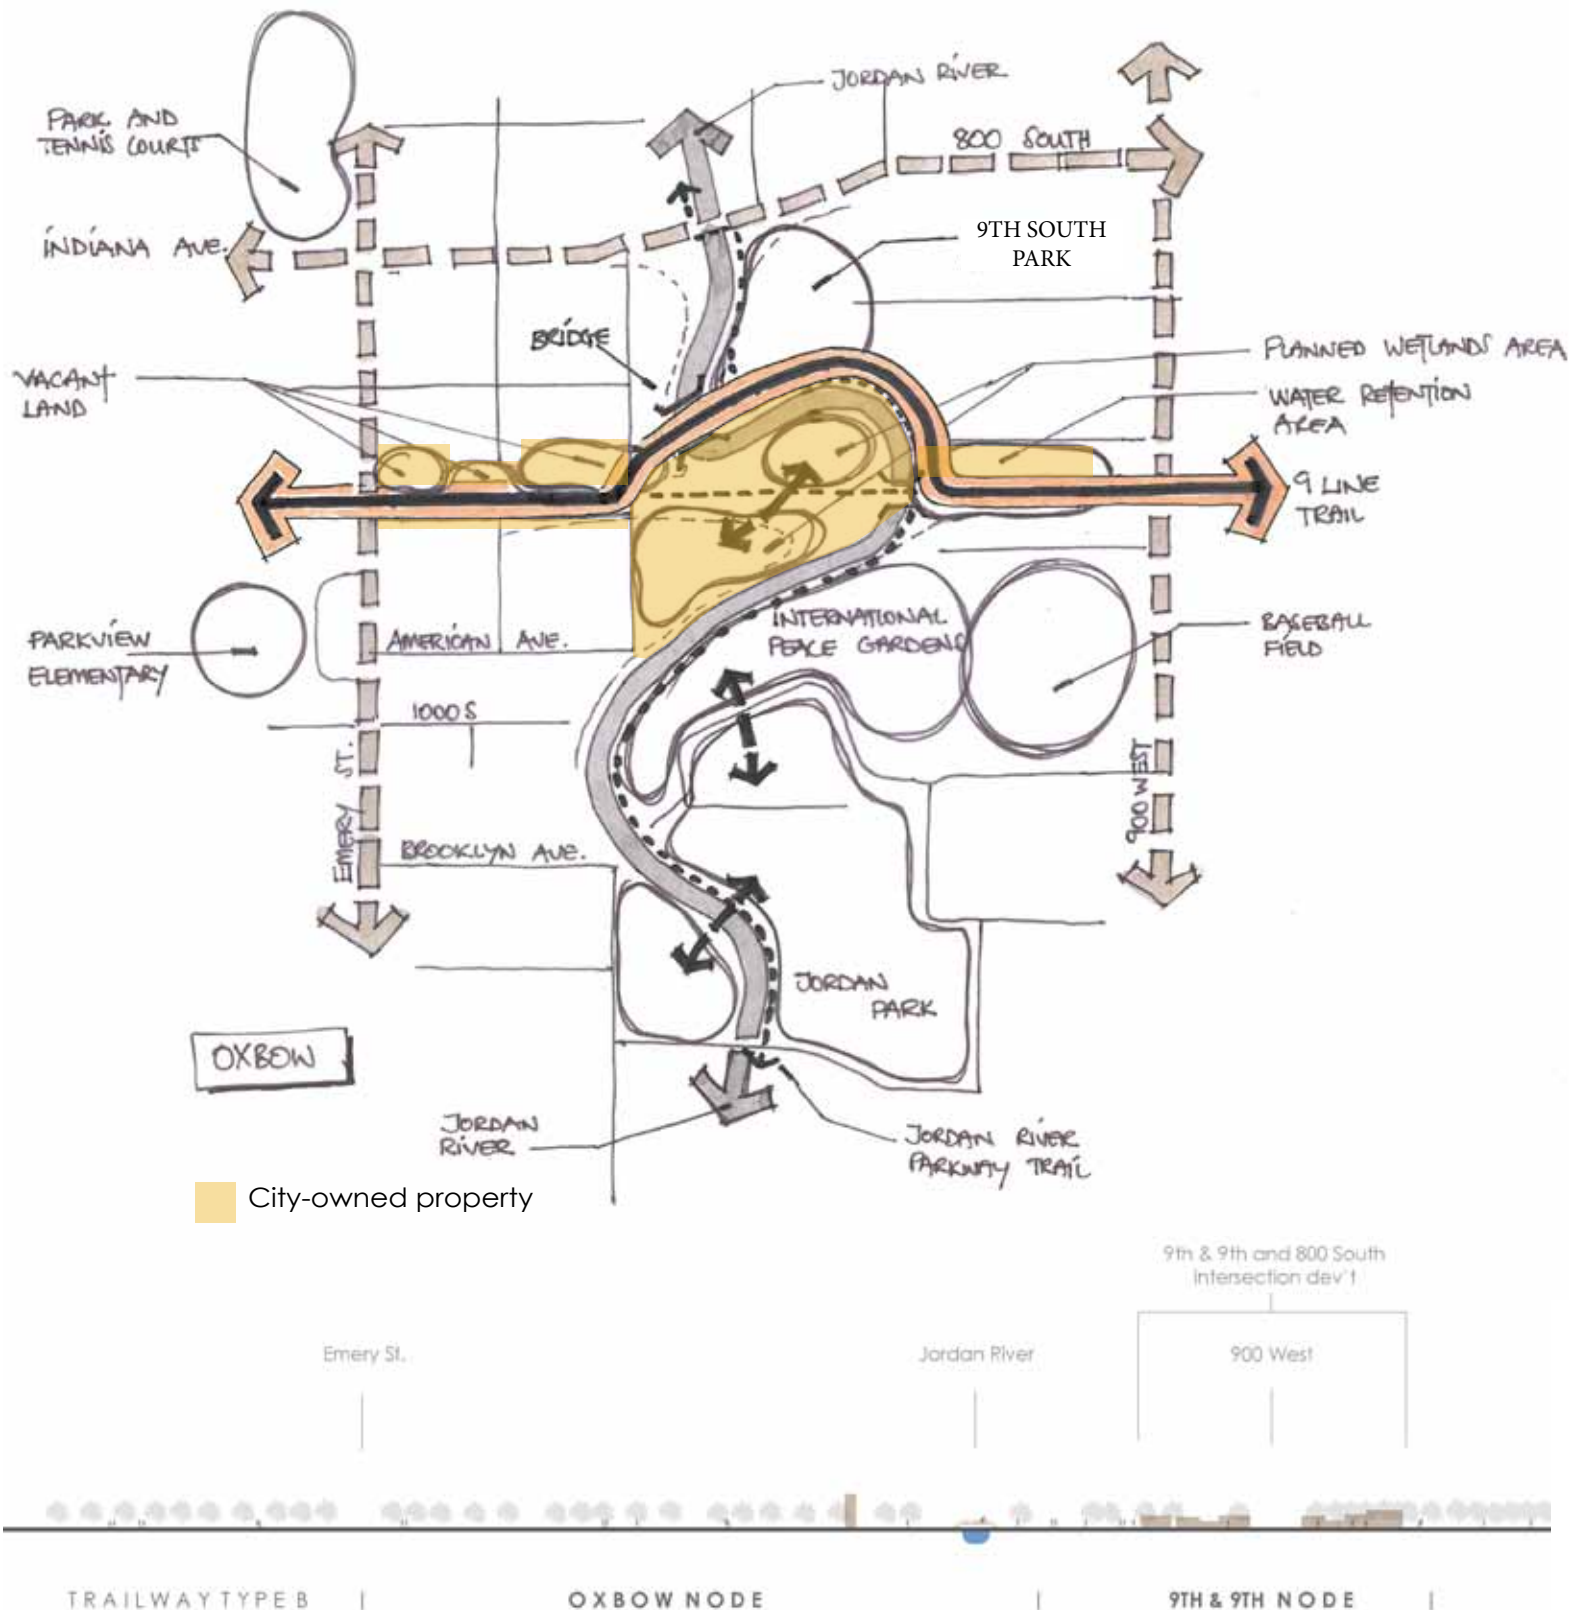 JORDAN RIVER
PARK AND
TENNIS COURTS
800 SOUTH
INDIANA AVE.
9TH SOUTH
PARK
BRIDGE
PLANNED WETLANDS AREA
VACANT
LAND
WATER RETENTION
AREA
9 LINE
TRAIL
INTERNATIONAL
PEACE GARDENS
BASEBALL
FIELD
PARKVIEW
ELEMENTARY
AMERICAN AVE.
1000 S
EMERY ST.
900 WEST
BROOKLYN AVE.
JORDAN
PARK
OXBOW
JORDAN
RIVER
JORDAN RIVER
PARKWAY TRAIL
City-owned property
9th & 9th and 800 South
intersection dev't
Emery St.
Jordan River
900 West
TRAILWAY TYPE B
OXBOW NODE
9TH & 9TH NODE